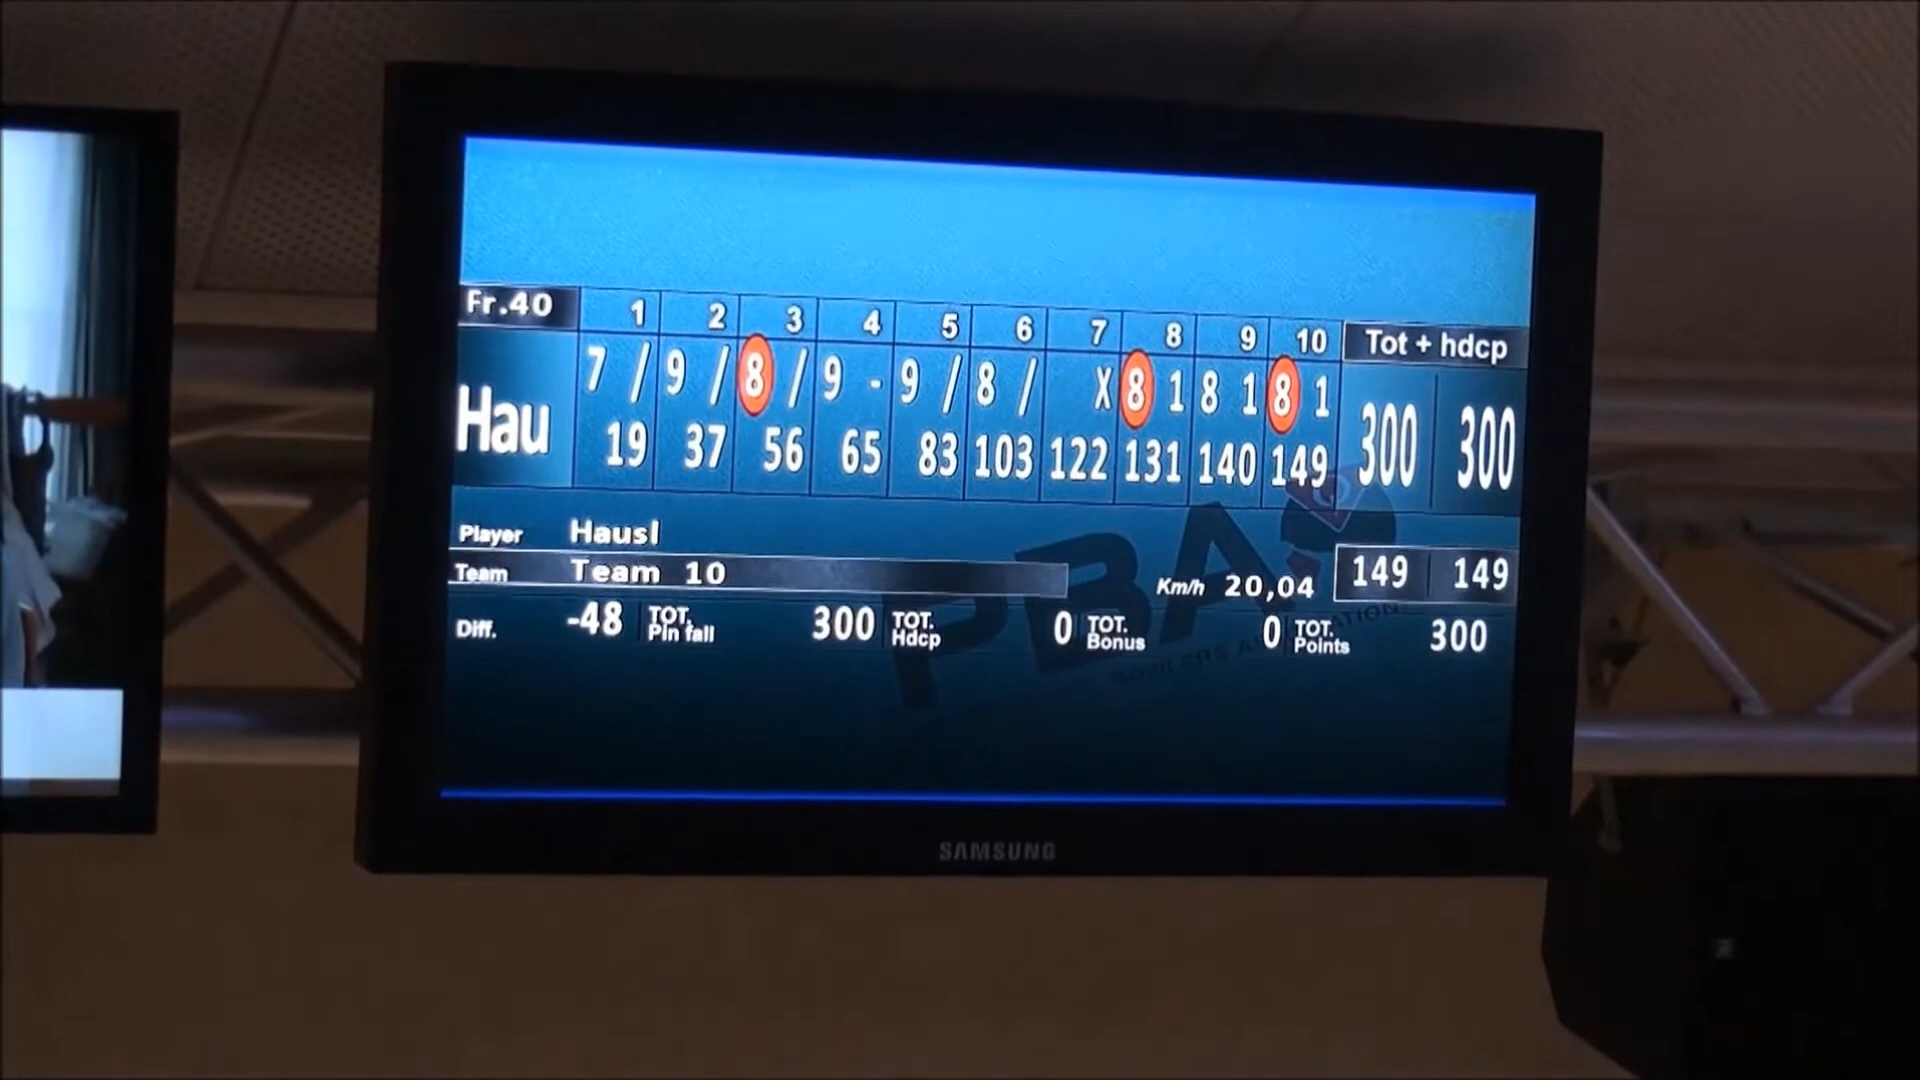 Fr.40 1 2 3 4 5 6 7 8 9 10 Tot + hdcp
7 / 9 / 8 / 9 - 9 / 8 / X 8 1 8 1 8 1
Hau 19 37 56 65 83 103 122 131 140 149 300 300
Player Hausl
Team Team 10 Km/h 20,04 149 149
Diff. -48 TOT. Pin fall 300 TOT. Hdcp 0 TOT. Bonus 0 TOT. Points 300
PBA
SAMSUNG